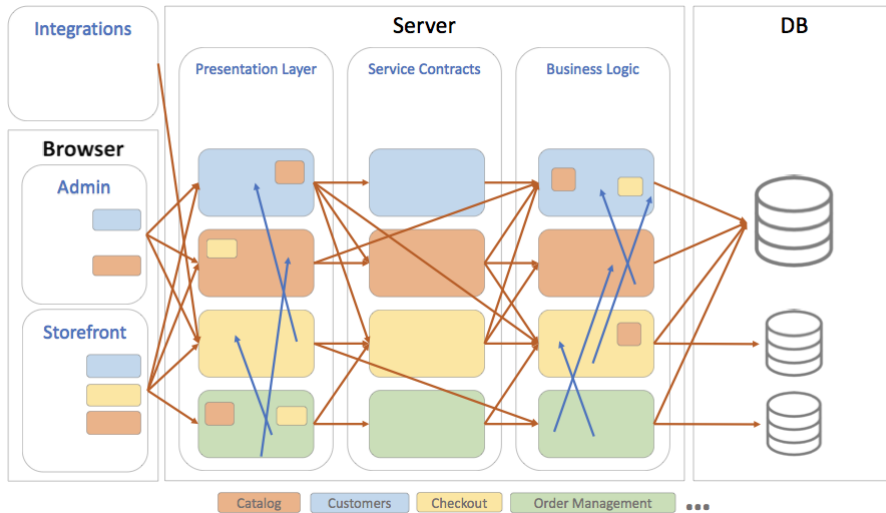 Integrations
Server
DB
Presentation Layer
Service Contracts
Business Logic
Browser
Admin
Storefront
Catalog
Customers
Checkout
Order Management
...